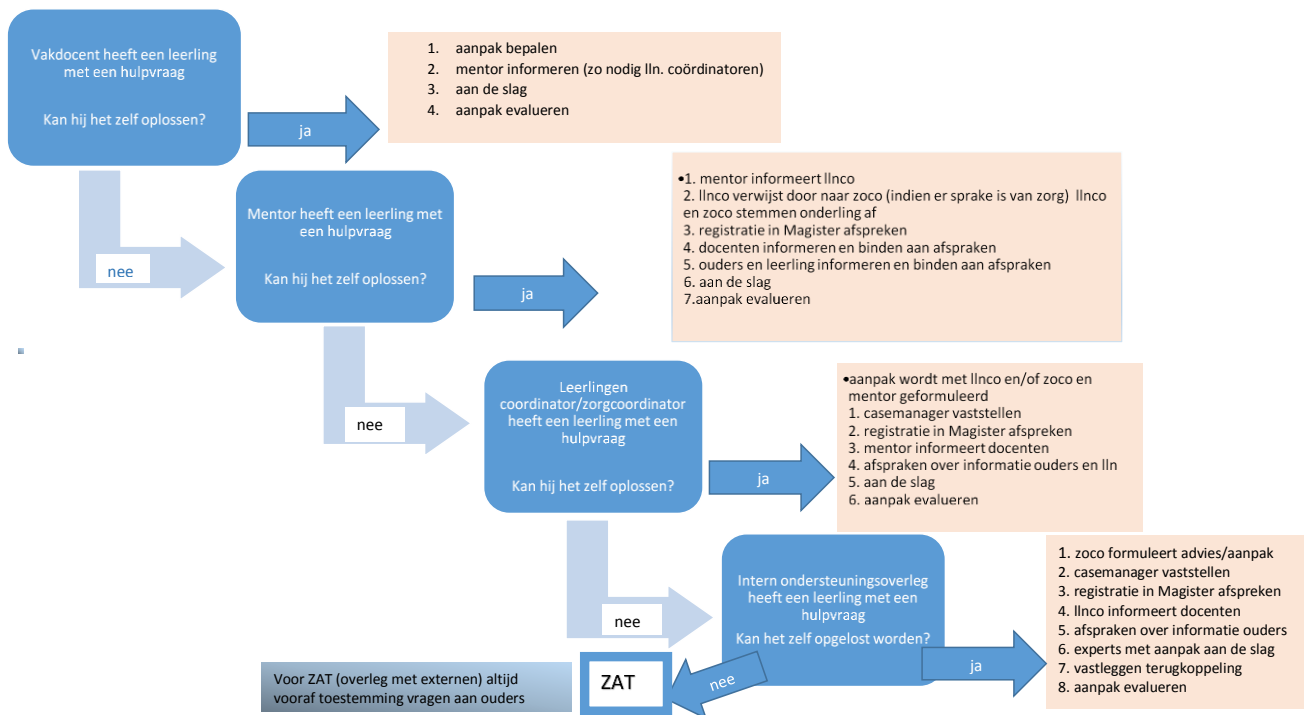 Vakdocent heeft een leerling
met een hulpvraag
Kan hij het zelf oplossen?
ja
1. aanpak bepalen
2. mentor informeren (zo nodig lln. coördinatoren)
3. aan de slag
4. aanpak evalueren
nee
Mentor heeft een leerling met
een hulpvraag
Kan hij het zelf oplossen?
ja
•1. mentor informeert llnco
2. llnco verwijst door naar zoco (indien er sprake is van zorg) llnco
en zoco stemmen onderling af
3. registratie in Magister afspreken
4. docenten informeren en binden aan afspraken
5. ouders en leerling informeren en binden aan afspraken
6. aan de slag
7.aanpak evalueren
nee
Leerlingen
coordinator/zorgcoordinator
heeft een leerling met een
hulpvraag
Kan hij het zelf oplossen?
ja
•aanpak wordt met llnco en/of zoco en
mentor geformuleerd
1. casemanager vaststellen
2. registratie in Magister afspreken
3. mentor informeert docenten
4. afspraken over informatie ouders en lln
5. aan de slag
6. aanpak evalueren
nee
Intern ondersteuningsoverleg
heeft een leerling met een
hulpvraag
Kan het zelf opgelost worden?
ja
1. zoco formuleert advies/aanpak
2. casemanager vaststellen
3. registratie in Magister afspreken
4. llnco informeert docenten
5. afspraken over informatie ouders
6. experts met aanpak aan de slag
7. vastleggen terugkoppeling
8. aanpak evalueren
nee
ZAT
Voor ZAT (overleg met externen) altijd
vooraf toestemming vragen aan ouders